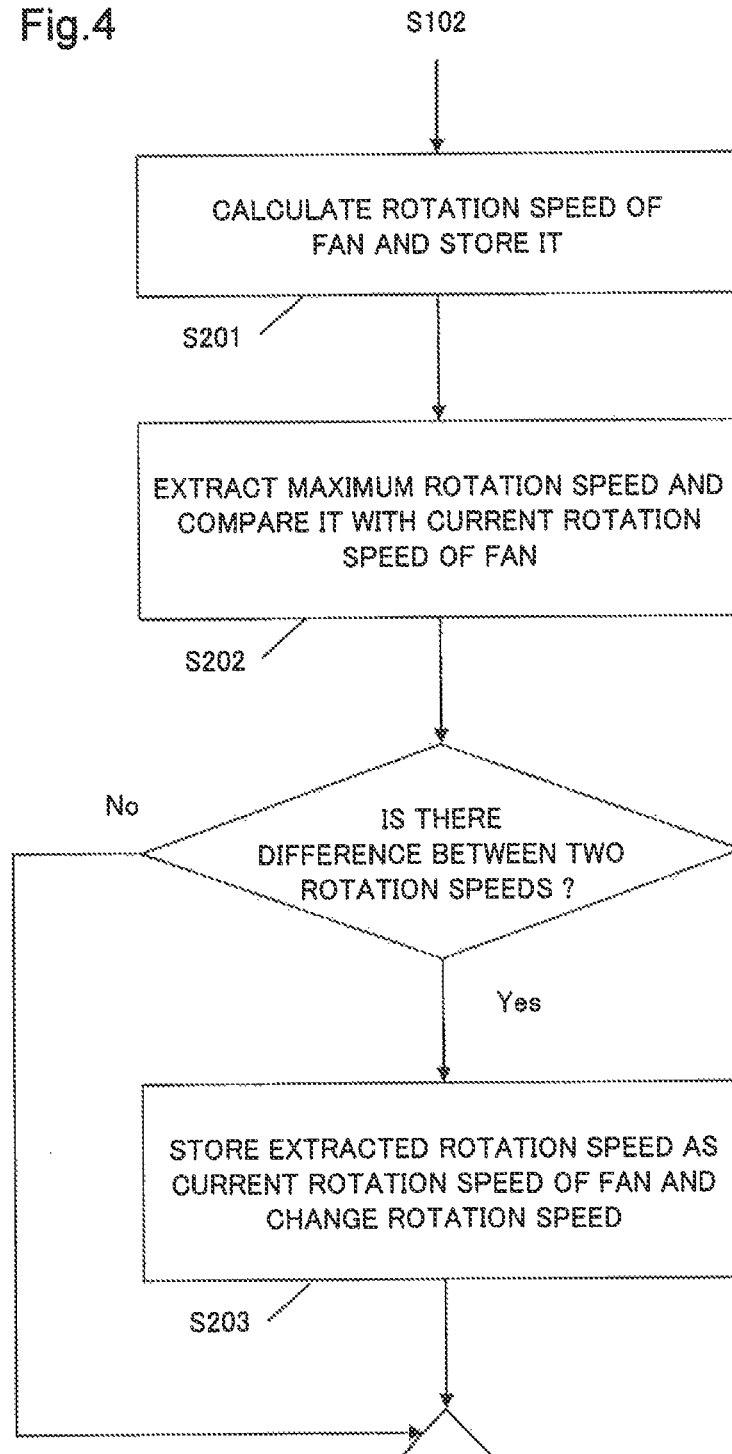 Fig.4
S102
CALCULATE ROTATION SPEED OF
FAN AND STORE IT
S201
EXTRACT MAXIMUM ROTATION SPEED AND
COMPARE IT WITH CURRENT ROTATION
SPEED OF FAN
S202
No
IS THERE
DIFFERENCE BETWEEN TWO
ROTATION SPEEDS ?
Yes
STORE EXTRACTED ROTATION SPEED AS
CURRENT ROTATION SPEED OF FAN AND
CHANGE ROTATION SPEED
S203